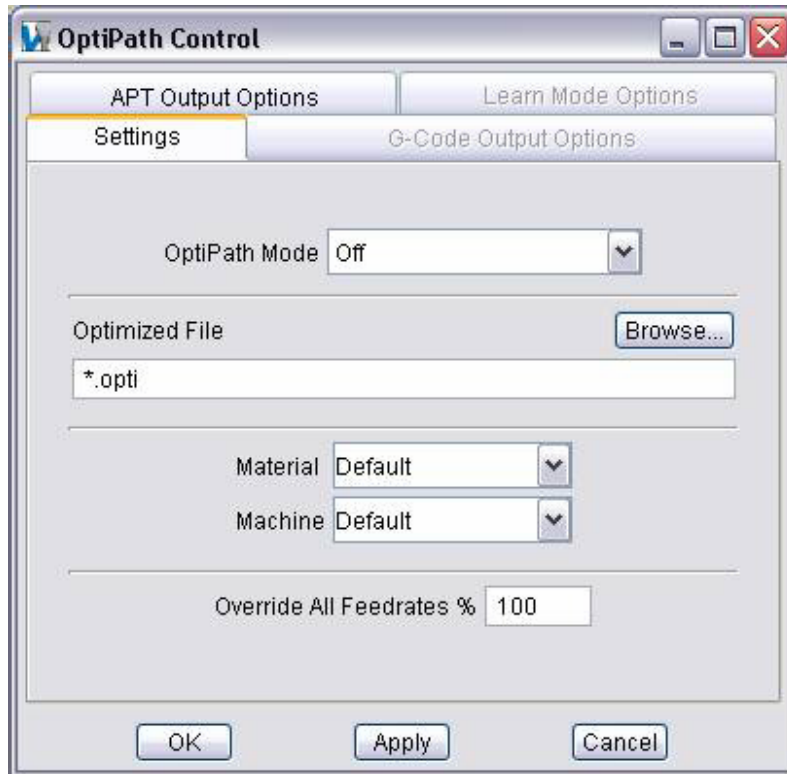 OptiPath Control
APT Output Options
Learn Mode Options
Settings
G-Code Output Options
OptiPath Mode Off
Optimized File
Browse...
*.opti
Material Default
Machine Default
Override All Feedrates % 100
OK Apply Cancel